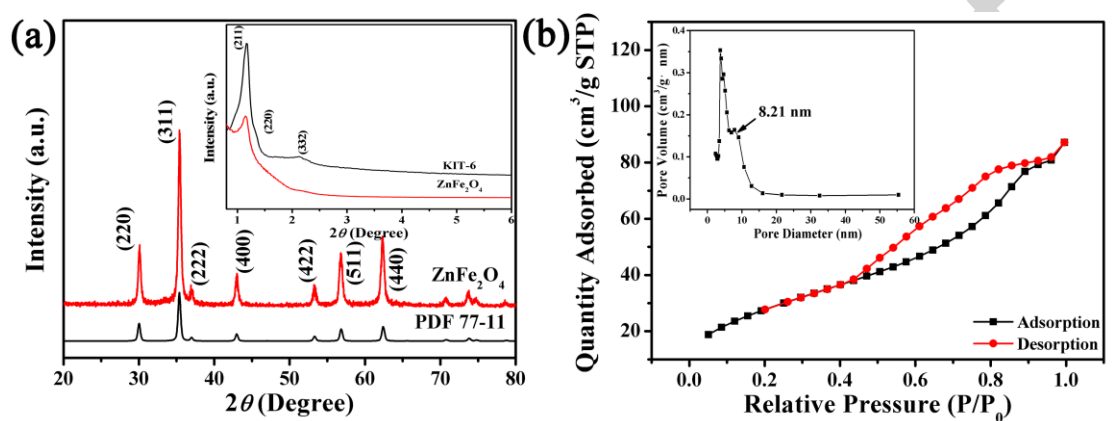 (a)
Intensity (a.u.)
(220)
(311)
(222)
(400)
(422)
(511)
(440)
ZnFe₂O₄
PDF 77-11
20 30 40 50 60 70 80
2θ (Degree)
Intensity (a.u.)
(211)
(220)
(332)
KIT-6
ZnFe₂O₄
1 2 3 4 5 6
2θ (Degree)
(b)
Quantity Adsorbed (cm³/g STP)
120
100
80
60
40
20
0.0 0.2 0.4 0.6 0.8 1.0
Relative Pressure (P/P₀)
Adsorption
Desorption
Pore Volume (cm³/g· nm)
0.4
0.3
0.2
0.1
0.0
8.21 nm
0 10 20 30 40 50
Pore Diameter (nm)